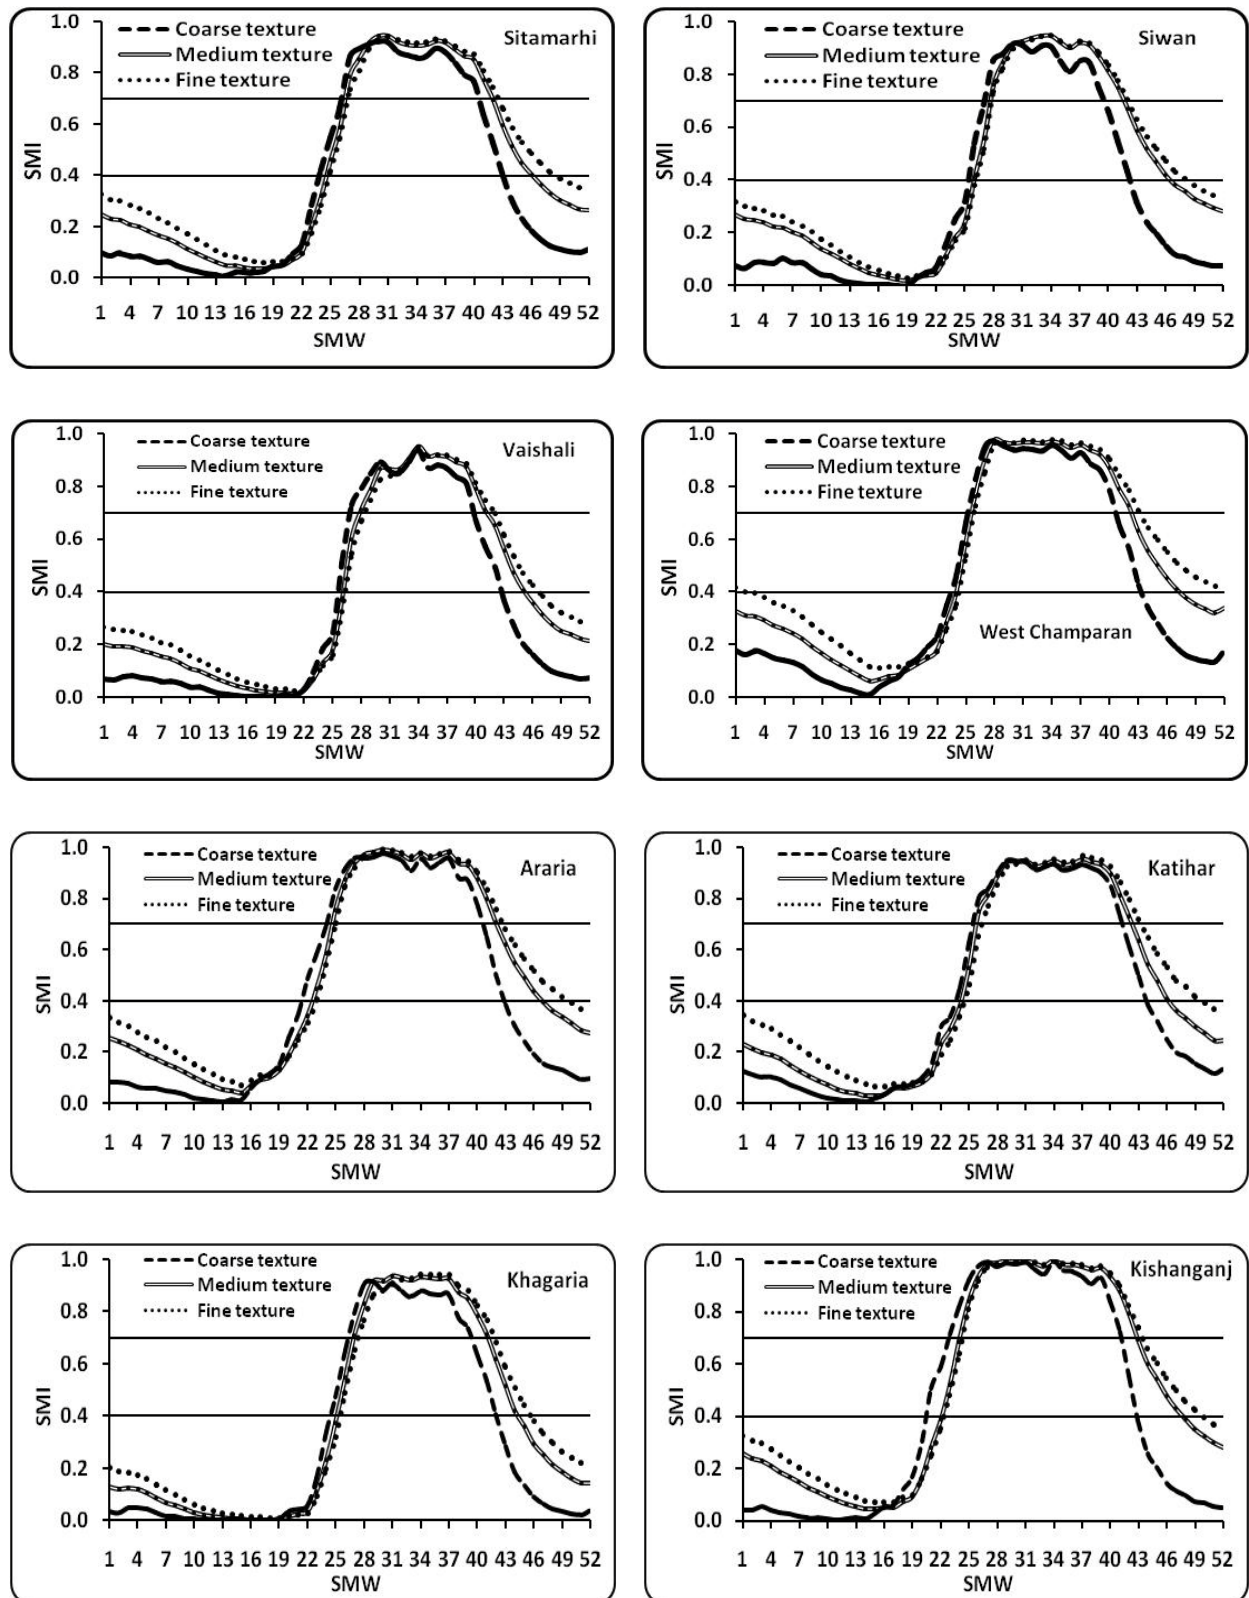 1.0
Coarse texture
Sitamarhi
Medium texture
0.8
Fine texture
0.6
SMI
0.4
0.2
0.0
1 4 7 10 13 16 19 22 25 28 31 34 37 40 43 46 49 52
SMW
1.0
Coarse texture
Siwan
Medium texture
0.8
Fine texture
0.6
SMI
0.4
0.2
0.0
1 4 7 10 13 16 19 22 25 28 31 34 37 40 43 46 49 52
SMW
1.0
Coarse texture
Vaishali
Medium texture
0.8
Fine texture
0.6
SMI
0.4
0.2
0.0
1 4 7 10 13 16 19 22 25 28 31 34 37 40 43 46 49 52
SMW
1.0
Coarse texture
Medium texture
0.8
Fine texture
0.6
SMI
0.4
West Champaran
0.2
0.0
1 4 7 10 13 16 19 22 25 28 31 34 37 40 43 46 49 52
SMW
1.0
Coarse texture
Araria
Medium texture
0.8
Fine texture
0.6
SMI
0.4
0.2
0.0
1 4 7 10 13 16 19 22 25 28 31 34 37 40 43 46 49 52
SMW
1.0
Coarse texture
Katihar
Medium texture
0.8
Fine texture
0.6
SMI
0.4
0.2
0.0
1 4 7 10 13 16 19 22 25 28 31 34 37 40 43 46 49 52
SMW
1.0
Coarse texture
Khagaria
Medium texture
0.8
Fine texture
0.6
SMI
0.4
0.2
0.0
1 4 7 10 13 16 19 22 25 28 31 34 37 40 43 46 49 52
SMW
1.0
Coarse texture
Kishanganj
Medium texture
0.8
Fine texture
0.6
SMI
0.4
0.2
0.0
1 4 7 10 13 16 19 22 25 28 31 34 37 40 43 46 49 52
SMW